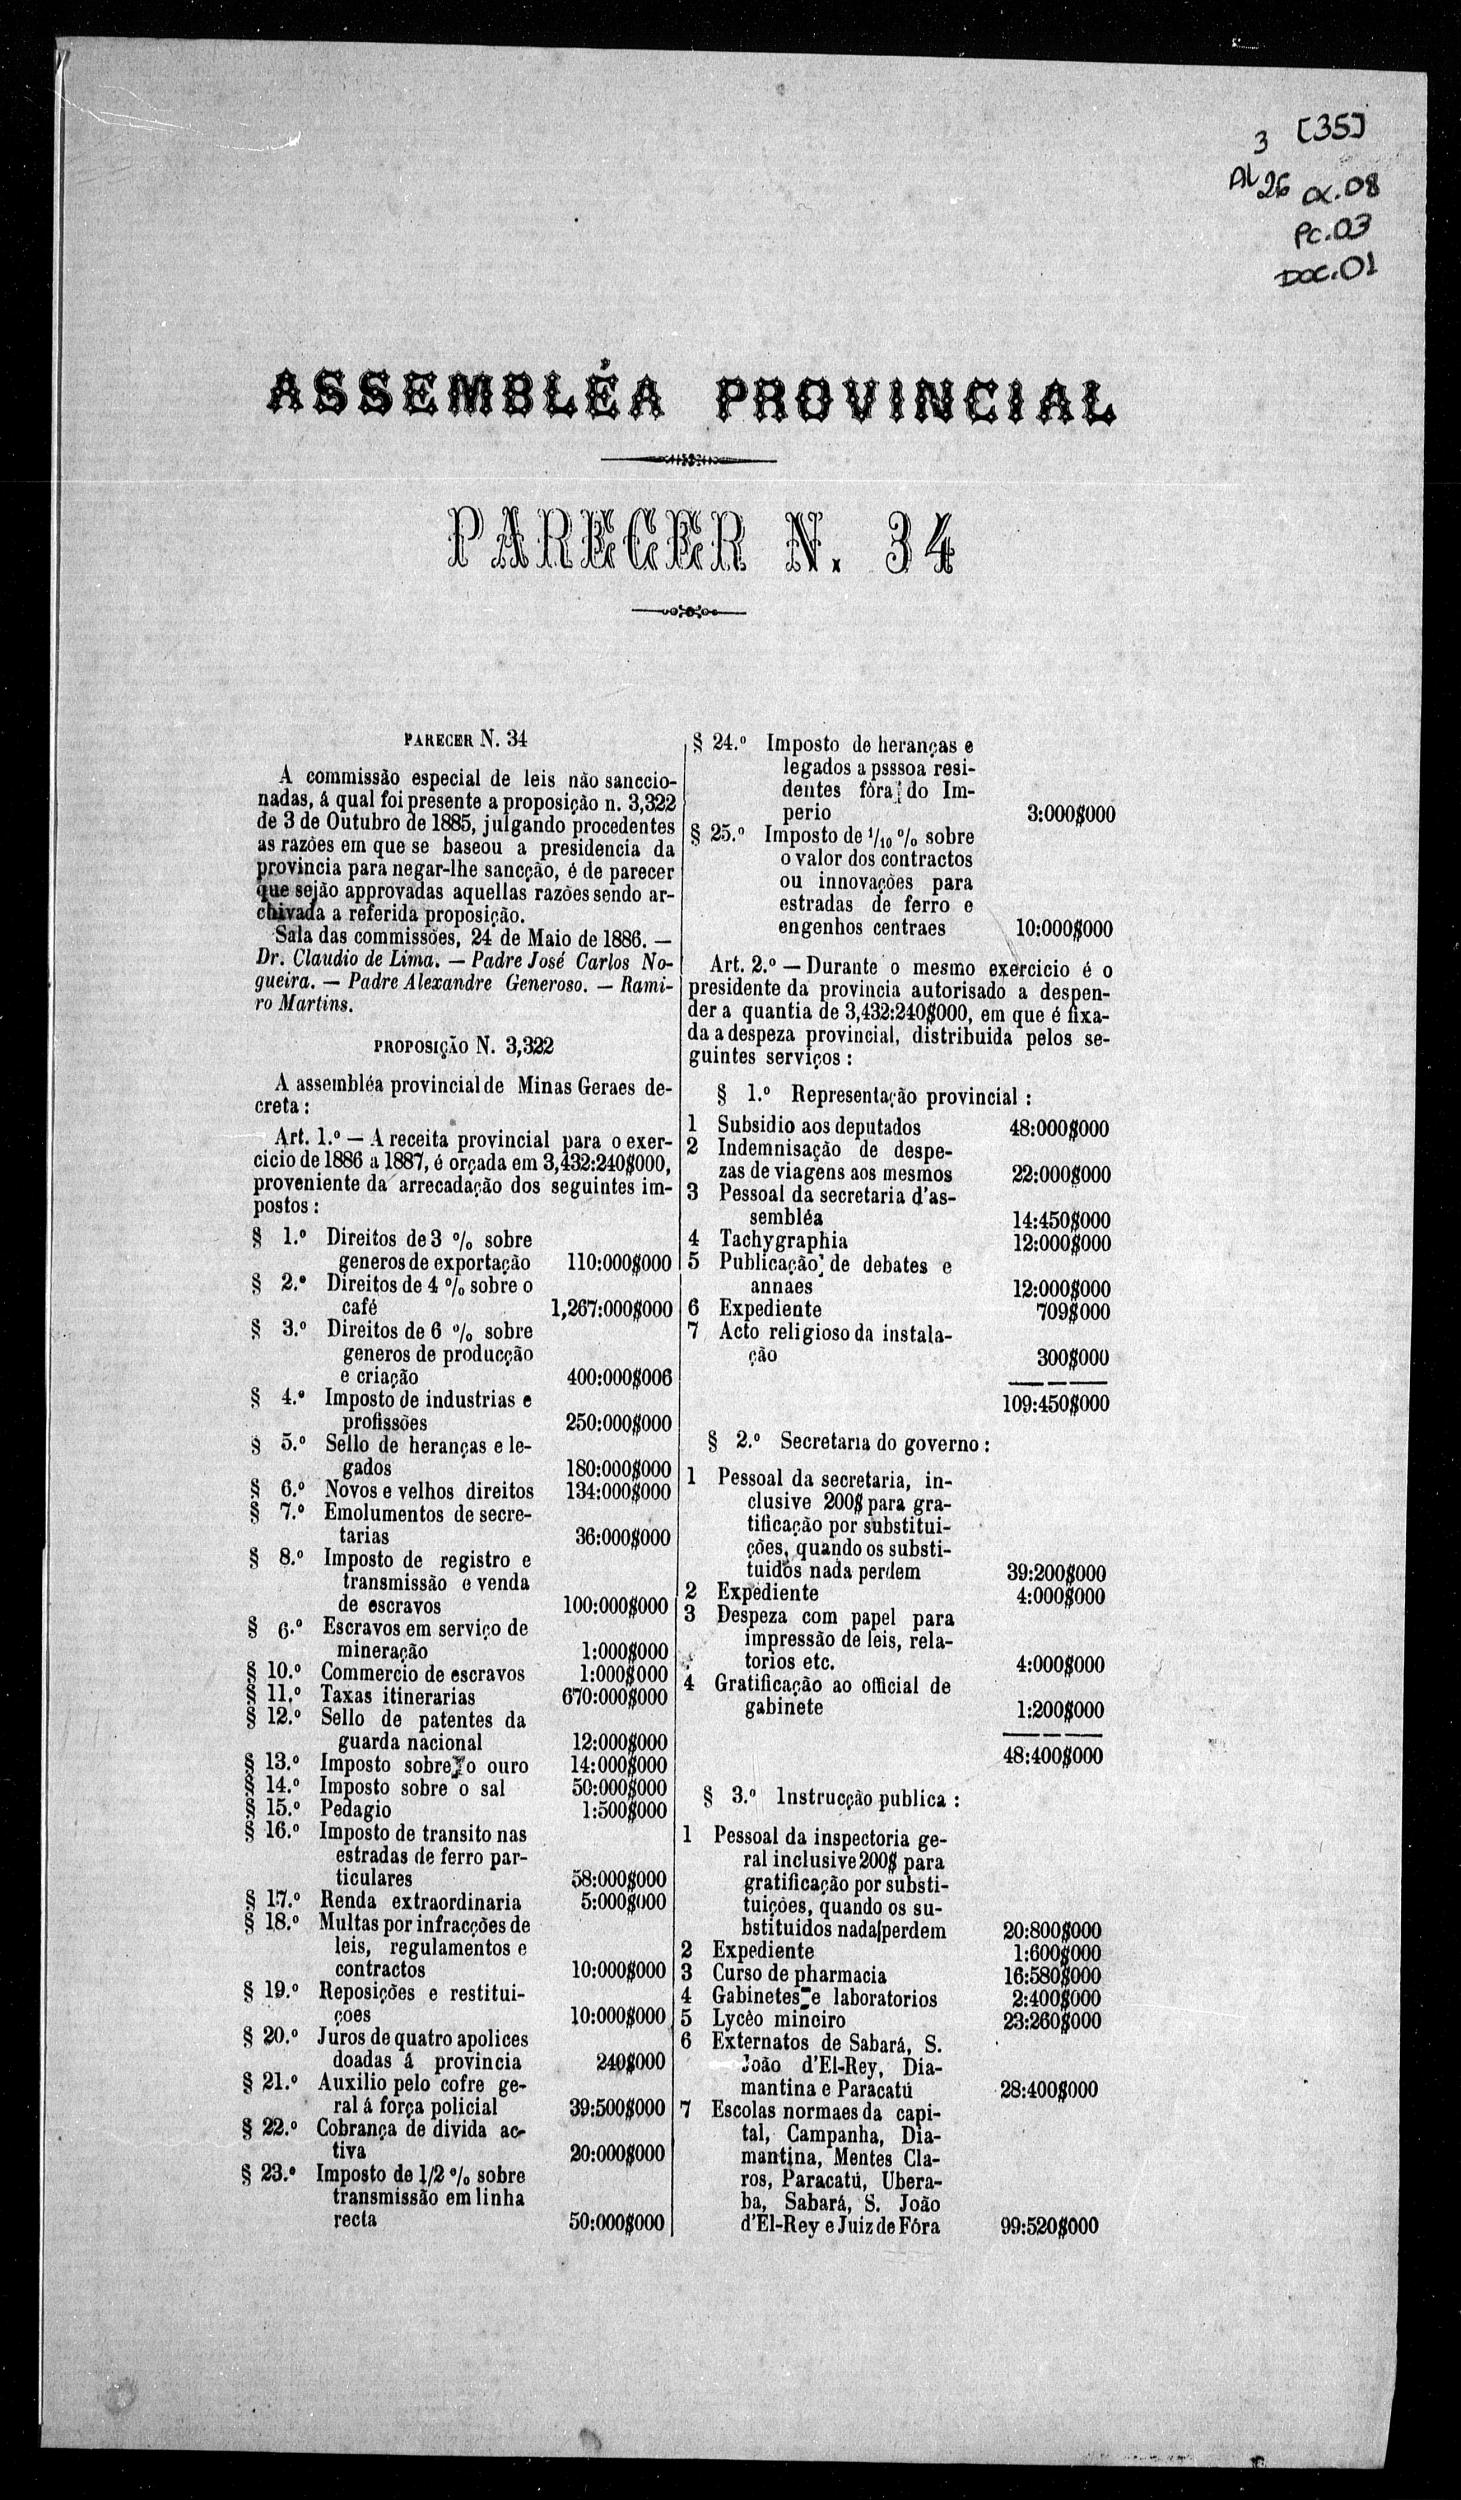 3 [35]
AL 26 cx.08
Pc.03
DOC.01
ASSEMBLÉA PROVINCIAL
PARECER N. 34
PARECER N. 34
A commissão especial de leis não sanccio-
nadas, á qual foi presente a proposição n. 3,322
de 3 de Outubro de 1885, julgando procedentes
as razões em que se baseou a presidencia da
provincia para negar-lhe sancção, é de parecer
que sejão approvadas aquellas razões sendo ar-
chivada a referida proposição.
Sala das commissões, 24 de Maio de 1886. —
Dr. Claudio de Lima. — Padre José Carlos No-
gueira. — Padre Alexandre Generoso. — Rami-
ro Martins.
PROPOSIÇÃO N. 3,322
A assembléa provincial de Minas Geraes de-
creta:
Art. 1.º — A receita provincial para o exer-
cicio de 1886 a 1887, é orçada em 3,432:240$000,
proveniente da arrecadação dos seguintes im-
postos:
§ 1.º Direitos de 3 % sobre
generos de exportação 110:000$000
§ 2.º Direitos de 4 % sobre o
café 1,267:000$000
§ 3.º Direitos de 6 % sobre
generos de producção
e criação 400:000$006
§ 4.º Imposto de industrias e
profissões 250:000$000
§ 5.º Sello de heranças e le-
gados 180:000$000
§ 6.º Novos e velhos direitos 134:000$000
§ 7.º Emolumentos de secre-
tarias 36:000$000
§ 8.º Imposto de registro e
transmissão e venda
de escravos 100:000$000
§ 6.º Escravos em serviço de
mineração 1:000$000
§ 10.º Commercio de escravos 1:000$000
§ 11.º Taxas itinerarias 670:000$000
§ 12.º Sello de patentes da
guarda nacional 12:000$000
§ 13.º Imposto sobre o ouro 14:000$000
§ 14.º Imposto sobre o sal 50:000$000
§ 15.º Pedagio 1:500$000
§ 16.º Imposto de transito nas
estradas de ferro par-
ticulares 58:000$000
§ 17.º Renda extraordinaria 5:000$000
§ 18.º Multas por infracções de
leis, regulamentos e
contractos 10:000$000
§ 19.º Reposições e restitui-
ções 10:000$000
§ 20.º Juros de quatro apolices
doadas á provincia 240$000
§ 21.º Auxilio pelo cofre ge-
ral á força policial 39:500$000
§ 22.º Cobrança de divida ac-
tiva 20:000$000
§ 23.º Imposto de 1/2 % sobre
transmissão em linha
recta 50:000$000
§ 24.º Imposto de heranças e
legados a psssoa resi-
dentes fóra do Im-
perio 3:000$000
§ 25.º Imposto de 1/10 % sobre
o valor dos contractos
ou innovações para
estradas de ferro e
engenhos centraes 10:000$000
Art. 2.º — Durante o mesmo exercicio é o
presidente da provincia autorisado a despen-
der a quantia de 3,432:240$000, em que é fixa-
da a despeza provincial, distribuida pelos se-
guintes serviços:
§ 1.º Representação provincial:
1 Subsidio aos deputados 48:000$000
2 Indemnisação de despe-
zas de viagens aos mesmos 22:000$000
3 Pessoal da secretaria d'as-
sembléa 14:450$000
4 Tachygraphia 12:000$000
5 Publicação de debates e
annaes 12:000$000
6 Expediente 709$000
7 Acto religioso da instala-
ção 300$000
109:450$000
§ 2.º Secretaria do governo:
1 Pessoal da secretaria, in-
clusive 200$ para gra-
tificação por substitui-
ções, quando os substi-
tuidos nada perdem 39:200$000
2 Expediente 4:000$000
3 Despeza com papel para
impressão de leis, rela-
torios etc. 4:000$000
4 Gratificação ao official de
gabinete 1:200$000
48:400$000
§ 3.º Instrucção publica:
1 Pessoal da inspectoria ge-
ral inclusive 200$ para
gratificação por substi-
tuições, quando os su-
bstituidos nada perdem 20:800$000
2 Expediente 1:600$000
3 Curso de pharmacia 16:580$000
4 Gabinetes e laboratorios 2:400$000
5 Lycêo mineiro 23:260$000
6 Externatos de Sabará, S.
João d'El-Rey, Dia-
mantina e Paracatú 28:400$000
7 Escolas normaes da capi-
tal, Campanha, Dia-
mantina, Mentes Cla-
ros, Paracatú, Ubera-
ba, Sabará, S. João
d'El-Rey e Juiz de Fóra 99:520$000